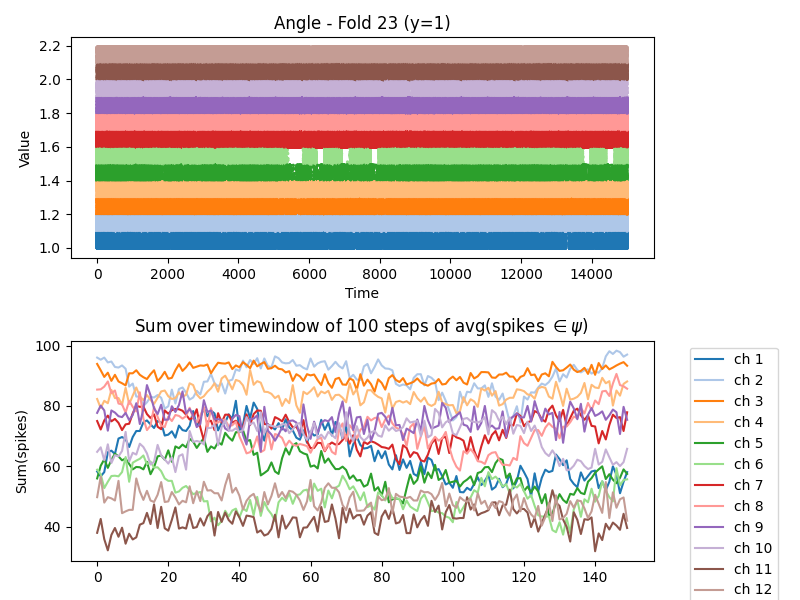 Angle - Fold 23 (y=1)
Value
2.2
2.0
1.8
1.6
1.4
1.2
1.0
0 2000 4000 6000 8000 10000 12000 14000
Time
Sum over timewindow of 100 steps of avg(spikes ∈ ψ)
Sum(spikes)
100
80
60
40
0 20 40 60 80 100 120 140
ch 1
ch 2
ch 3
ch 4
ch 5
ch 6
ch 7
ch 8
ch 9
ch 10
ch 11
ch 12